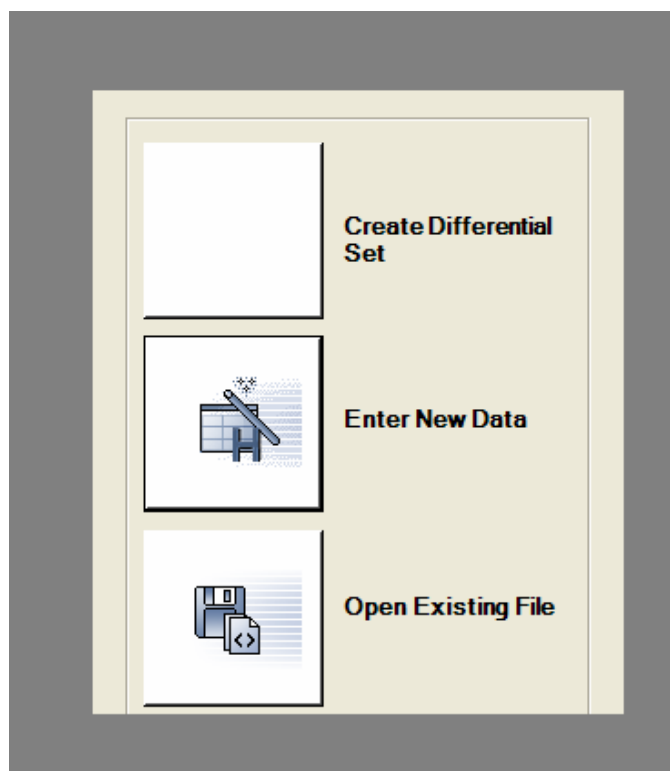 Create Differential
Set
Enter New Data
Open Existing File